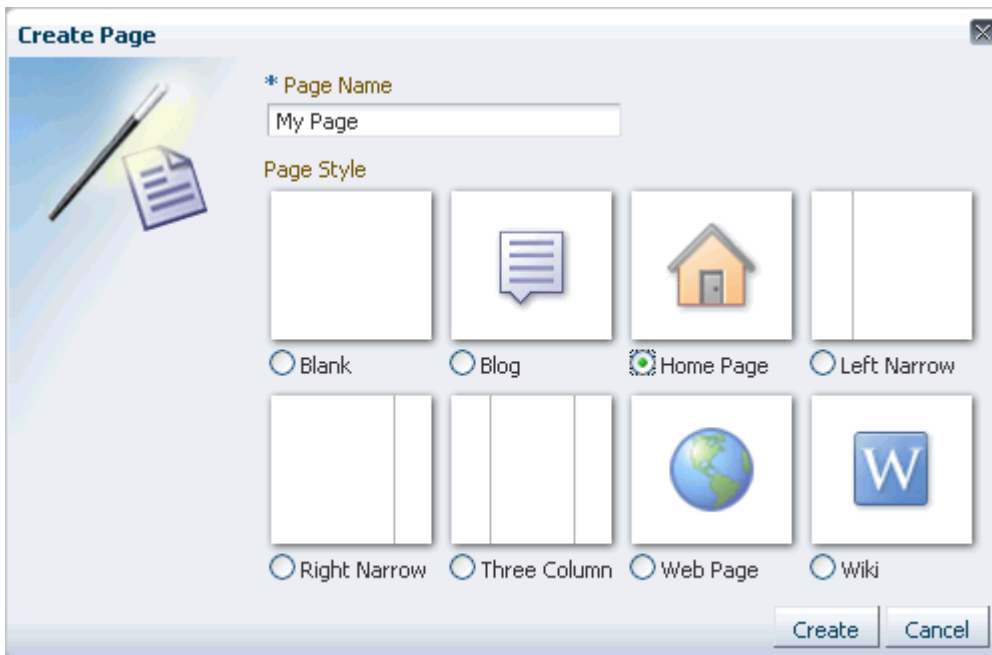 Create Page
* Page Name
My Page
Page Style
Blank Blog Home Page Left Narrow
W
Right Narrow Three Column Web Page Wiki
Create Cancel